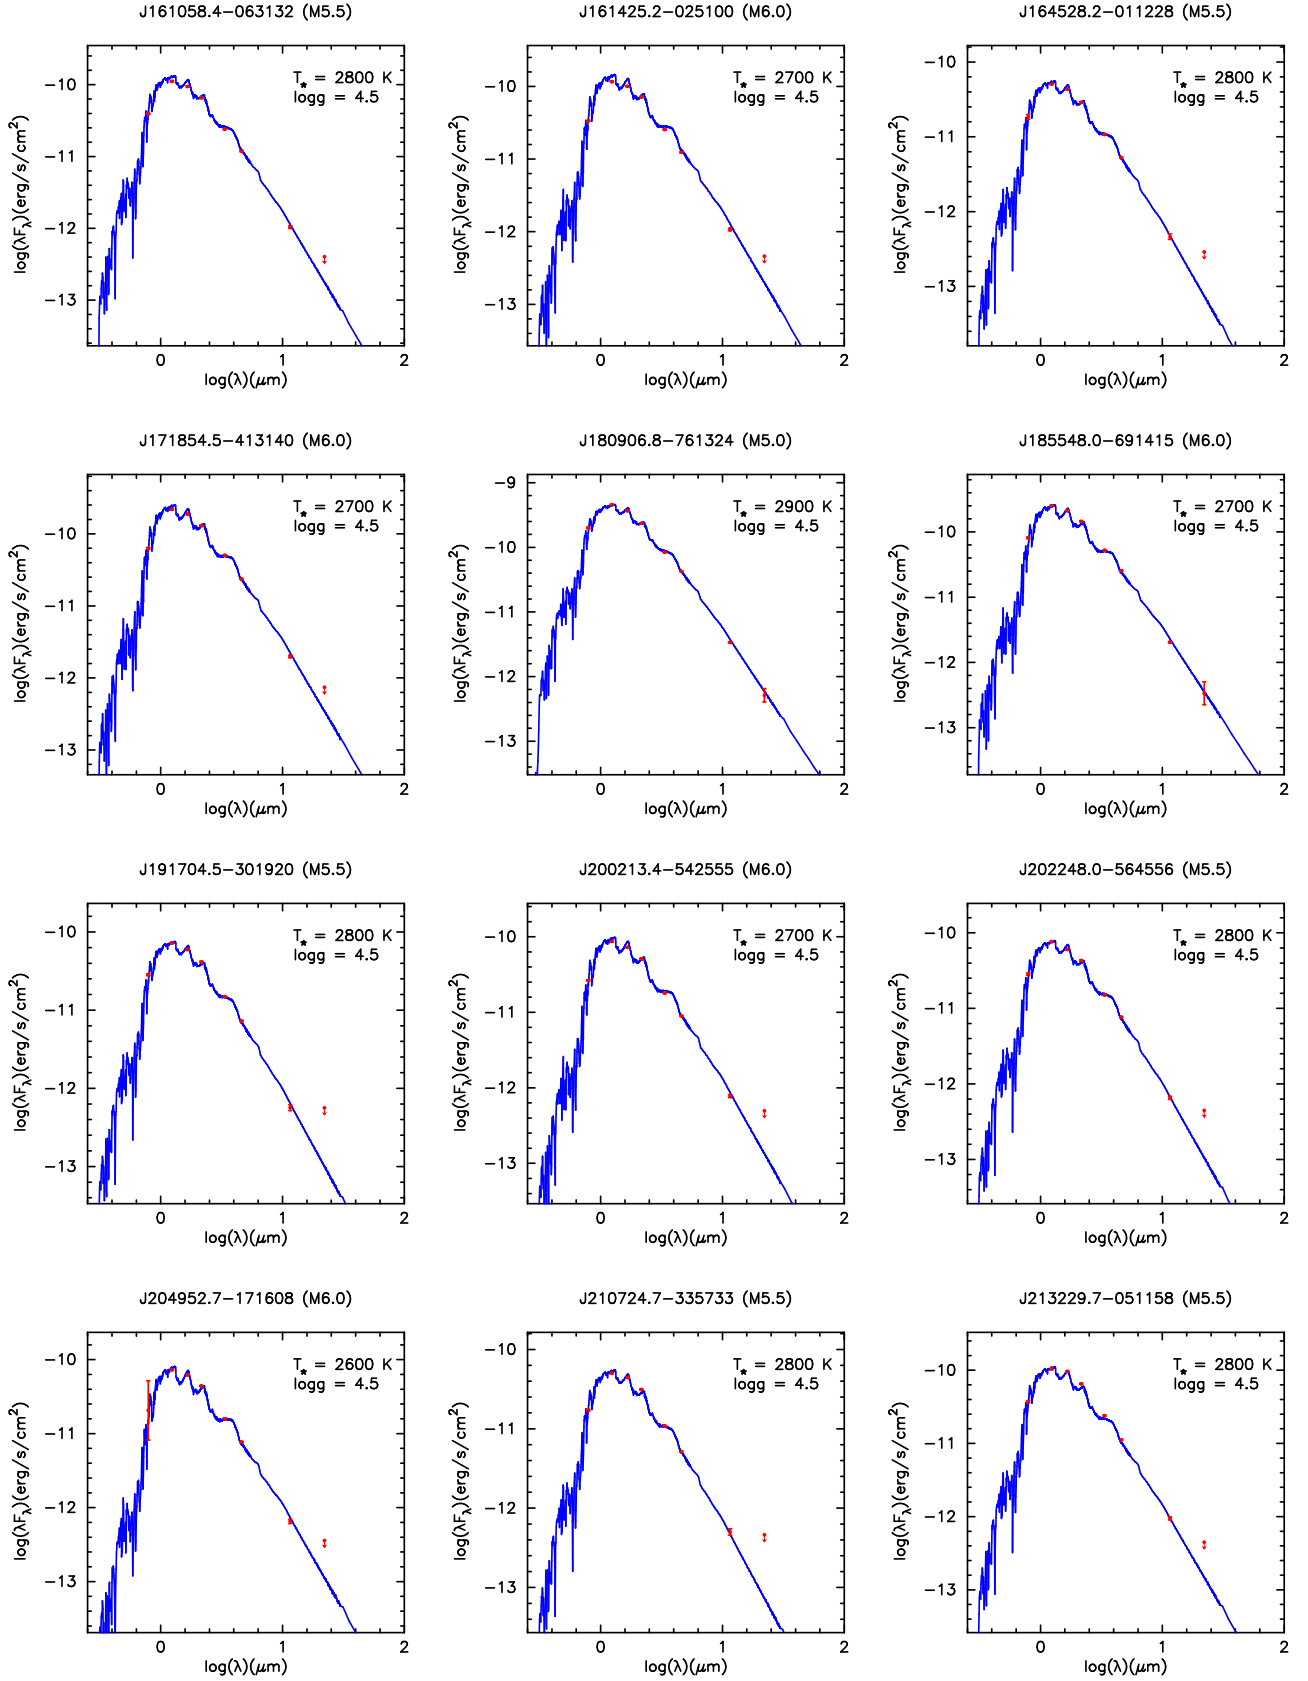 J161058.4−063132 (M5.5)
J161425.2−025100 (M6.0)
J164528.2−011228 (M5.5)
T* = 2800 K
logg = 4.5
−10
−11
−12
−13
log(λFλ)(erg/s/cm²)
0 1 2
log(λ)(μm)
T* = 2700 K
logg = 4.5
−10
−11
−12
−13
log(λFλ)(erg/s/cm²)
0 1 2
log(λ)(μm)
T* = 2800 K
logg = 4.5
−10
−11
−12
−13
log(λFλ)(erg/s/cm²)
0 1 2
log(λ)(μm)
J171854.5−413140 (M6.0)
J180906.8−761324 (M5.0)
J185548.0−691415 (M6.0)
T* = 2700 K
logg = 4.5
−10
−11
−12
−13
log(λFλ)(erg/s/cm²)
0 1 2
log(λ)(μm)
T* = 2900 K
logg = 4.5
−9
−10
−11
−12
−13
log(λFλ)(erg/s/cm²)
0 1 2
log(λ)(μm)
T* = 2700 K
logg = 4.5
−10
−11
−12
−13
log(λFλ)(erg/s/cm²)
0 1 2
log(λ)(μm)
J191704.5−301920 (M5.5)
J200213.4−542555 (M6.0)
J202248.0−564556 (M5.5)
T* = 2800 K
logg = 4.5
−10
−11
−12
−13
log(λFλ)(erg/s/cm²)
0 1 2
log(λ)(μm)
T* = 2700 K
logg = 4.5
−10
−11
−12
−13
log(λFλ)(erg/s/cm²)
0 1 2
log(λ)(μm)
T* = 2800 K
logg = 4.5
−10
−11
−12
−13
log(λFλ)(erg/s/cm²)
0 1 2
log(λ)(μm)
J204952.7−171608 (M6.0)
J210724.7−335733 (M5.5)
J213229.7−051158 (M5.5)
T* = 2600 K
logg = 4.5
−10
−11
−12
−13
log(λFλ)(erg/s/cm²)
0 1 2
log(λ)(μm)
T* = 2800 K
logg = 4.5
−10
−11
−12
−13
log(λFλ)(erg/s/cm²)
0 1 2
log(λ)(μm)
T* = 2800 K
logg = 4.5
−10
−11
−12
−13
log(λFλ)(erg/s/cm²)
0 1 2
log(λ)(μm)